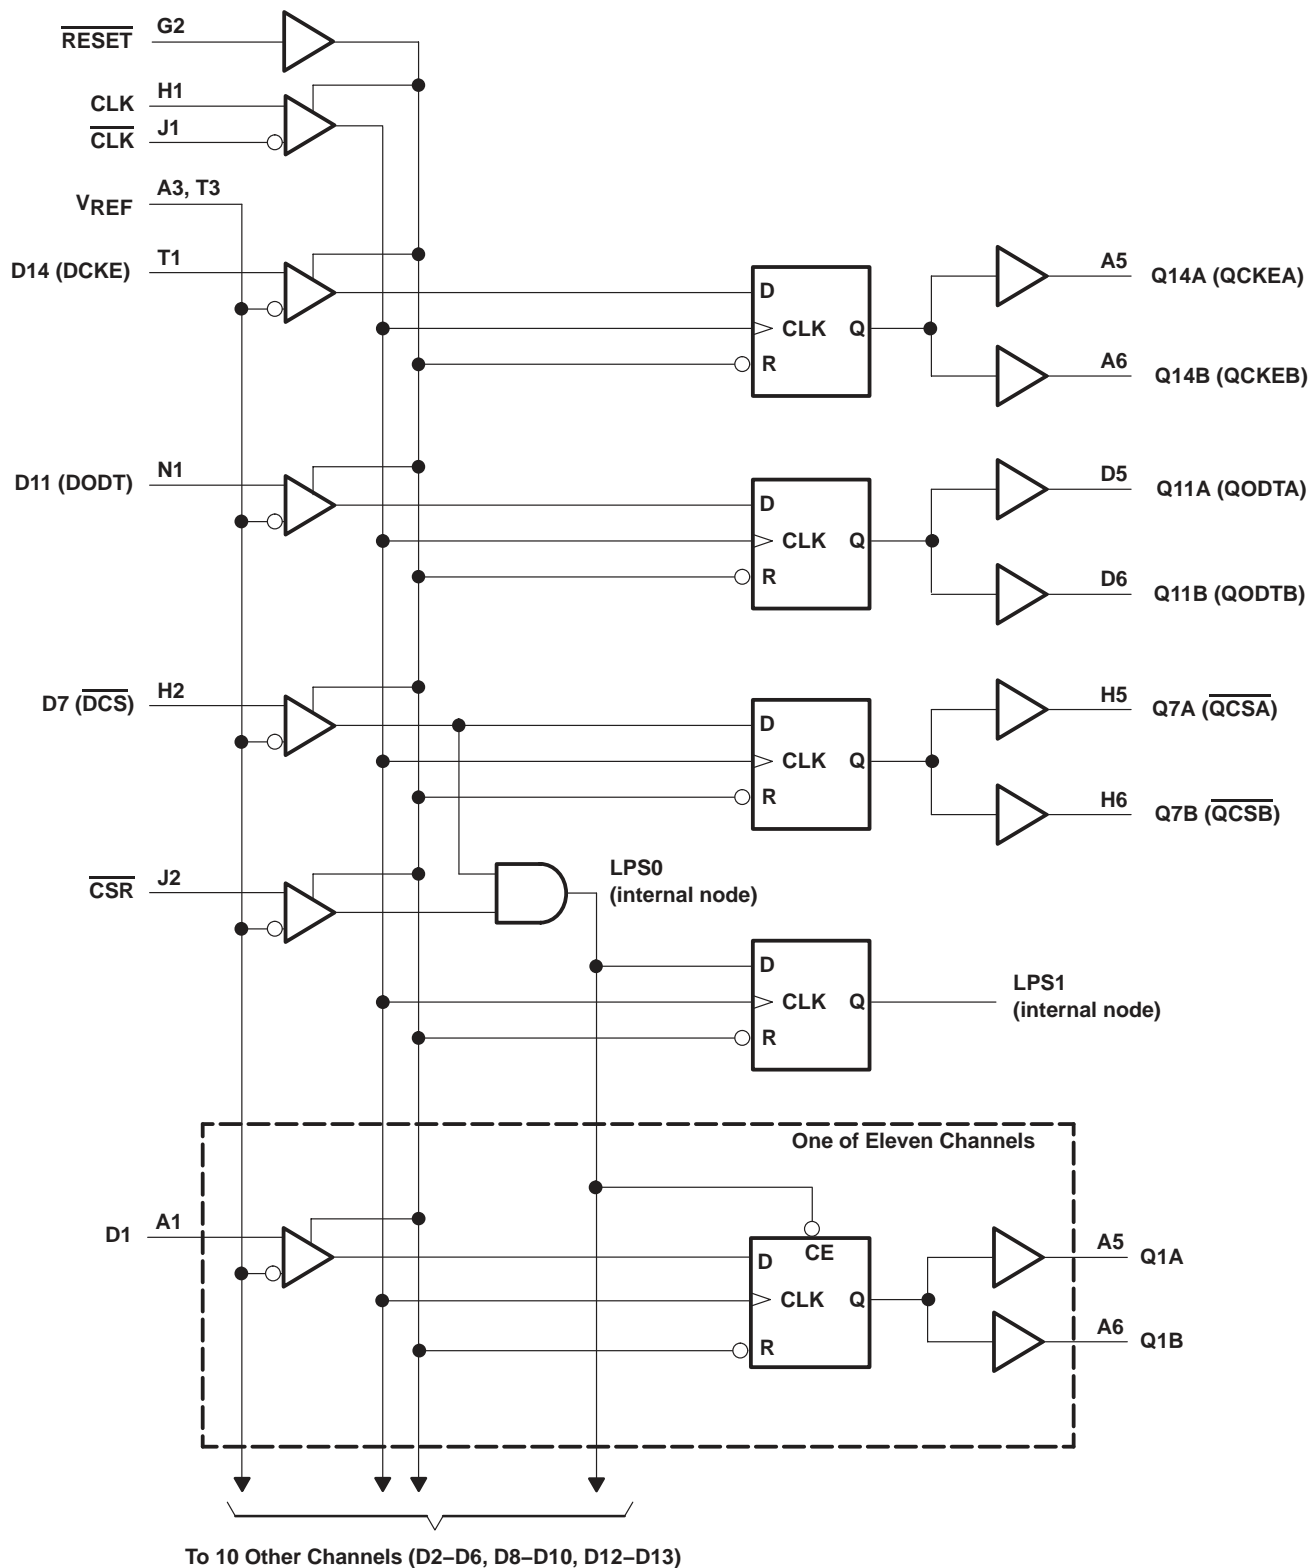 RESET G2
CLK H1
CLK J1
VREF A3, T3
D14 (DCKE) T1
D CLK Q R
A5 Q14A (QCKEA)
A6 Q14B (QCKEB)
D11 (DODT) N1
D CLK Q R
D5 Q11A (QODTA)
D6 Q11B (QODTB)
D7 (DCS) H2
D CLK Q R
H5 Q7A (QCSA)
H6 Q7B (QCSB)
CSR J2
LPS0
(internal node)
D CLK Q R
LPS1
(internal node)
One of Eleven Channels
D1 A1
CE
D CLK Q R
A5 Q1A
A6 Q1B
To 10 Other Channels (D2–D6, D8–D10, D12–D13)